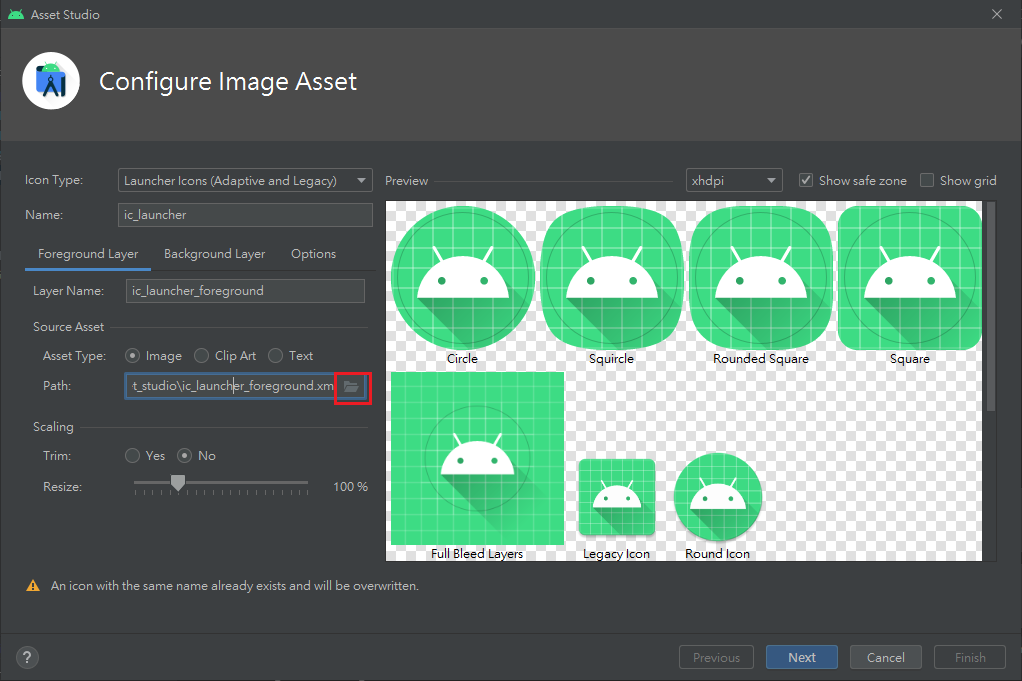 Asset Studio
Configure Image Asset
Icon Type: Launcher Icons (Adaptive and Legacy)
Name: ic_launcher
Foreground Layer Background Layer Options
Layer Name: ic_launcher_foreground
Source Asset
Asset Type: Image Clip Art Text
Path: t_studio\ic_launcher_foreground.xm
Scaling
Trim: Yes No
Resize: 100 %
Preview xhdpi Show safe zone Show grid
Circle Squircle Rounded Square Square
Full Bleed Layers Legacy Icon Round Icon
An icon with the same name already exists and will be overwritten.
? Previous Next Cancel Finish